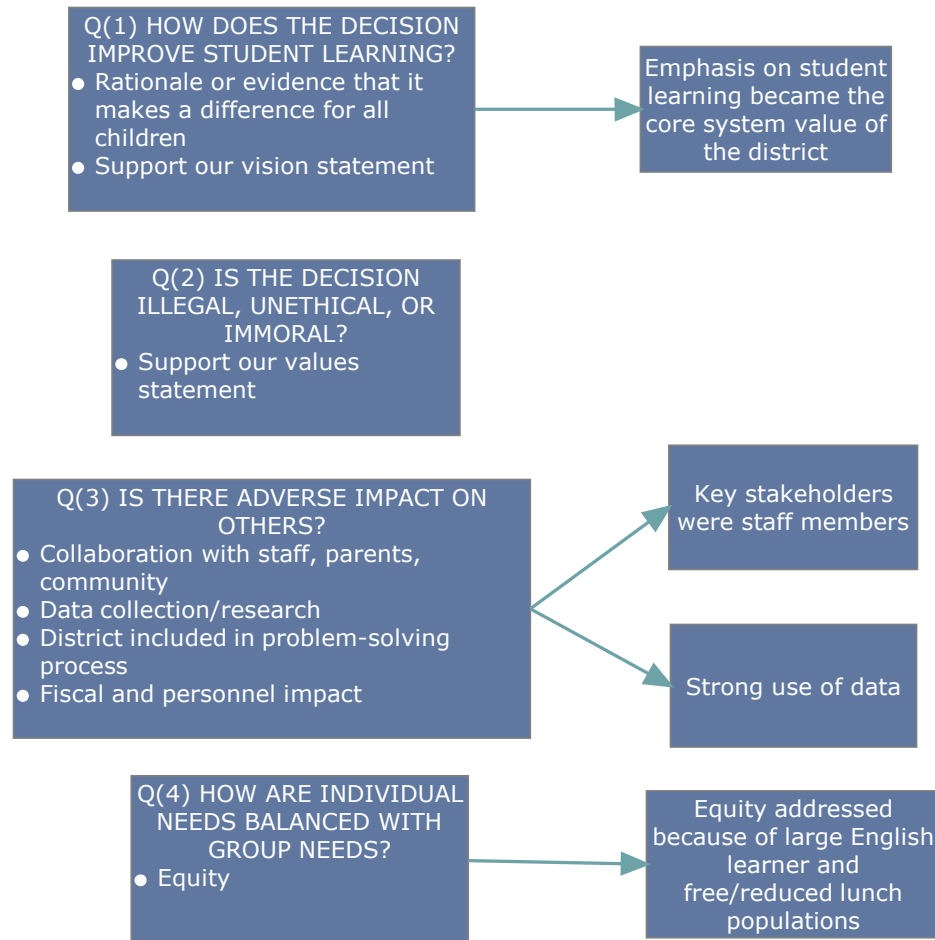 Q(1) HOW DOES THE DECISION
IMPROVE STUDENT LEARNING?
● Rationale or evidence that it
makes a difference for all
children
● Support our vision statement
Emphasis on student
learning became the
core system value of
the district
Q(2) IS THE DECISION
ILLEGAL, UNETHICAL, OR
IMMORAL?
● Support our values
statement
Q(3) IS THERE ADVERSE IMPACT ON
OTHERS?
● Collaboration with staff, parents,
community
● Data collection/research
● District included in problem-solving
process
● Fiscal and personnel impact
Key stakeholders
were staff members
Strong use of data
Q(4) HOW ARE INDIVIDUAL
NEEDS BALANCED WITH
GROUP NEEDS?
● Equity
Equity addressed
because of large English
learner and
free/reduced lunch
populations